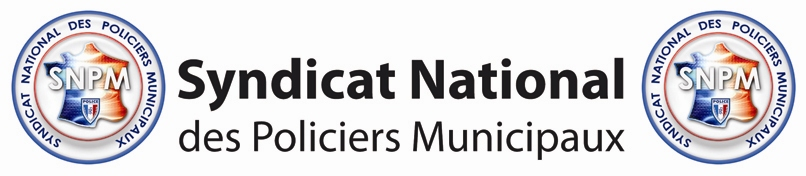 SYNDICAT NATIONAL DES POLICIERS MUNICIPAUX
SNPM
POLICE
Syndicat National
des Policiers Municipaux
SYNDICAT NATIONAL DES POLICIERS MUNICIPAUX
SNPM
POLICE